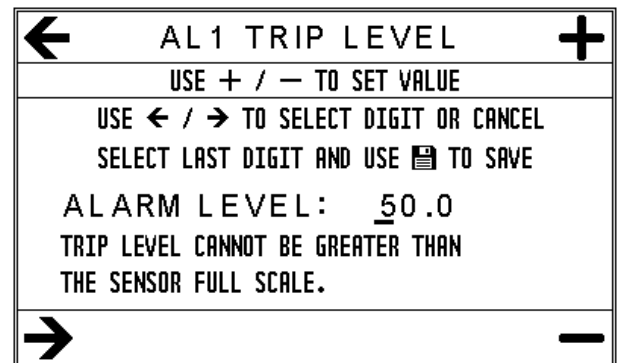 ← AL1 TRIP LEVEL +
USE + / − TO SET VALUE
USE ← / → TO SELECT DIGIT OR CANCEL
SELECT LAST DIGIT AND USE 💾 TO SAVE
ALARM LEVEL: 50.0
TRIP LEVEL CANNOT BE GREATER THAN
THE SENSOR FULL SCALE.
→ −